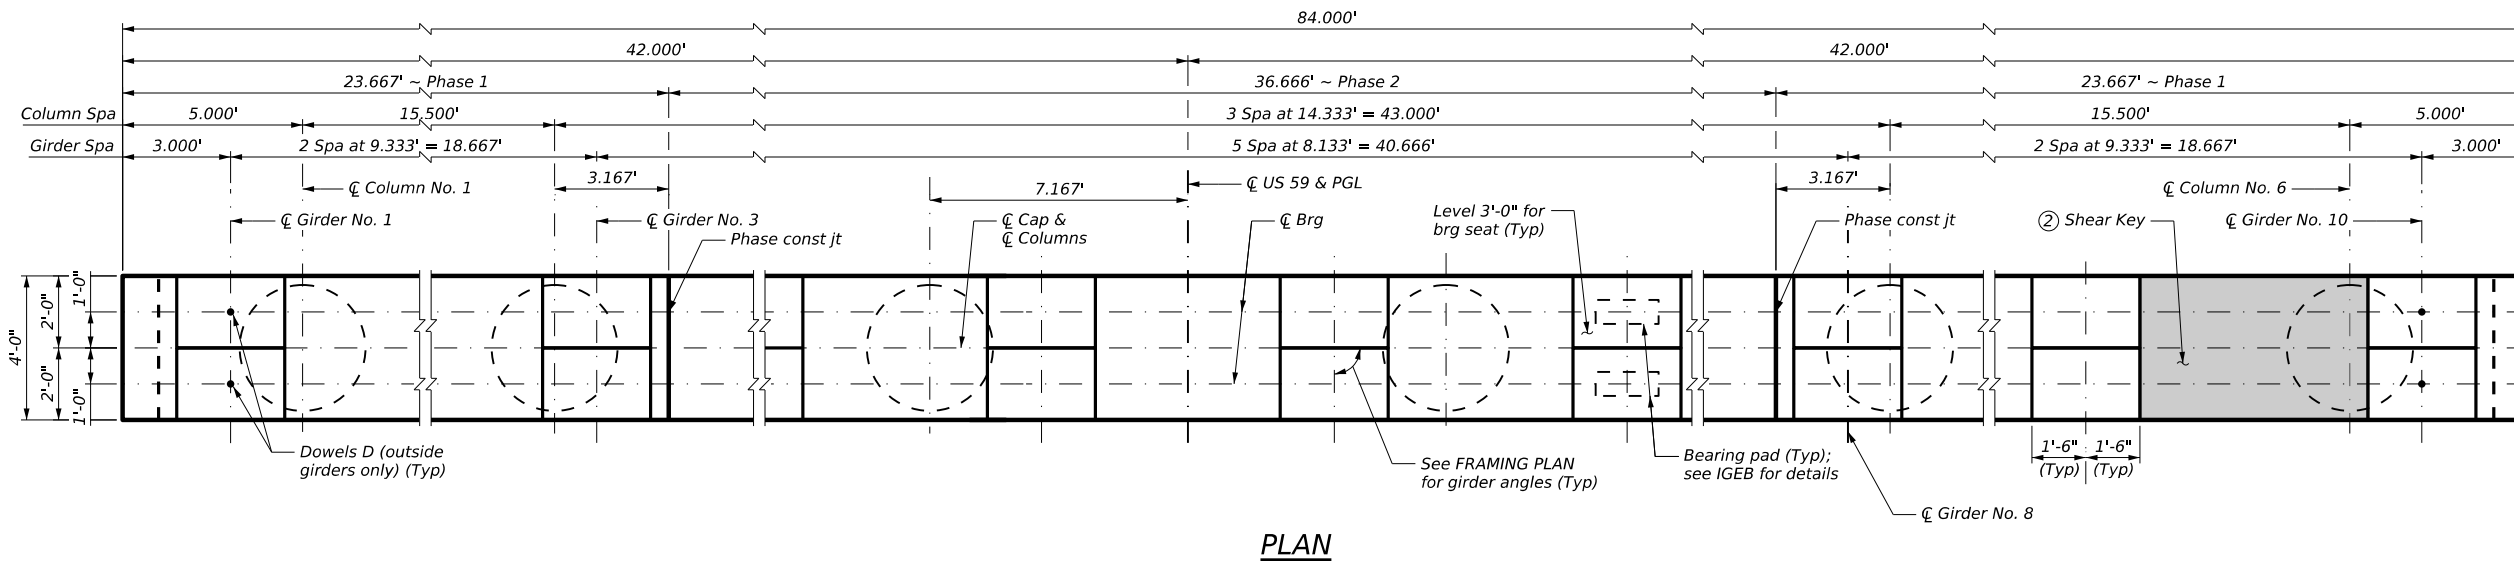 84.000'
42.000'
42.000'
23.667' ~ Phase 1
36.666' ~ Phase 2
23.667' ~ Phase 1
Column Spa
5.000'
15.500'
3 Spa at 14.333' = 43.000'
15.500'
5.000'
Girder Spa
3.000'
2 Spa at 9.333' = 18.667'
5 Spa at 8.133' = 40.666'
2 Spa at 9.333' = 18.667'
3.000'
℄ Column No. 1
3.167'
7.167'
℄ US 59 & PGL
3.167'
℄ Column No. 6
℄ Girder No. 1
℄ Girder No. 3
Phase const jt
℄ Cap &
℄ Columns
℄ Brg
Level 3'-0" for
brg seat (Typ)
Phase const jt
② Shear Key
℄ Girder No. 10
4'-0"
2'-0"
2'-0"
1'-0"
1'-0"
Dowels D (outside
girders only) (Typ)
See FRAMING PLAN
for girder angles (Typ)
Bearing pad (Typ);
see IGEB for details
℄ Girder No. 8
1'-6"
(Typ)
1'-6"
(Typ)
PLAN